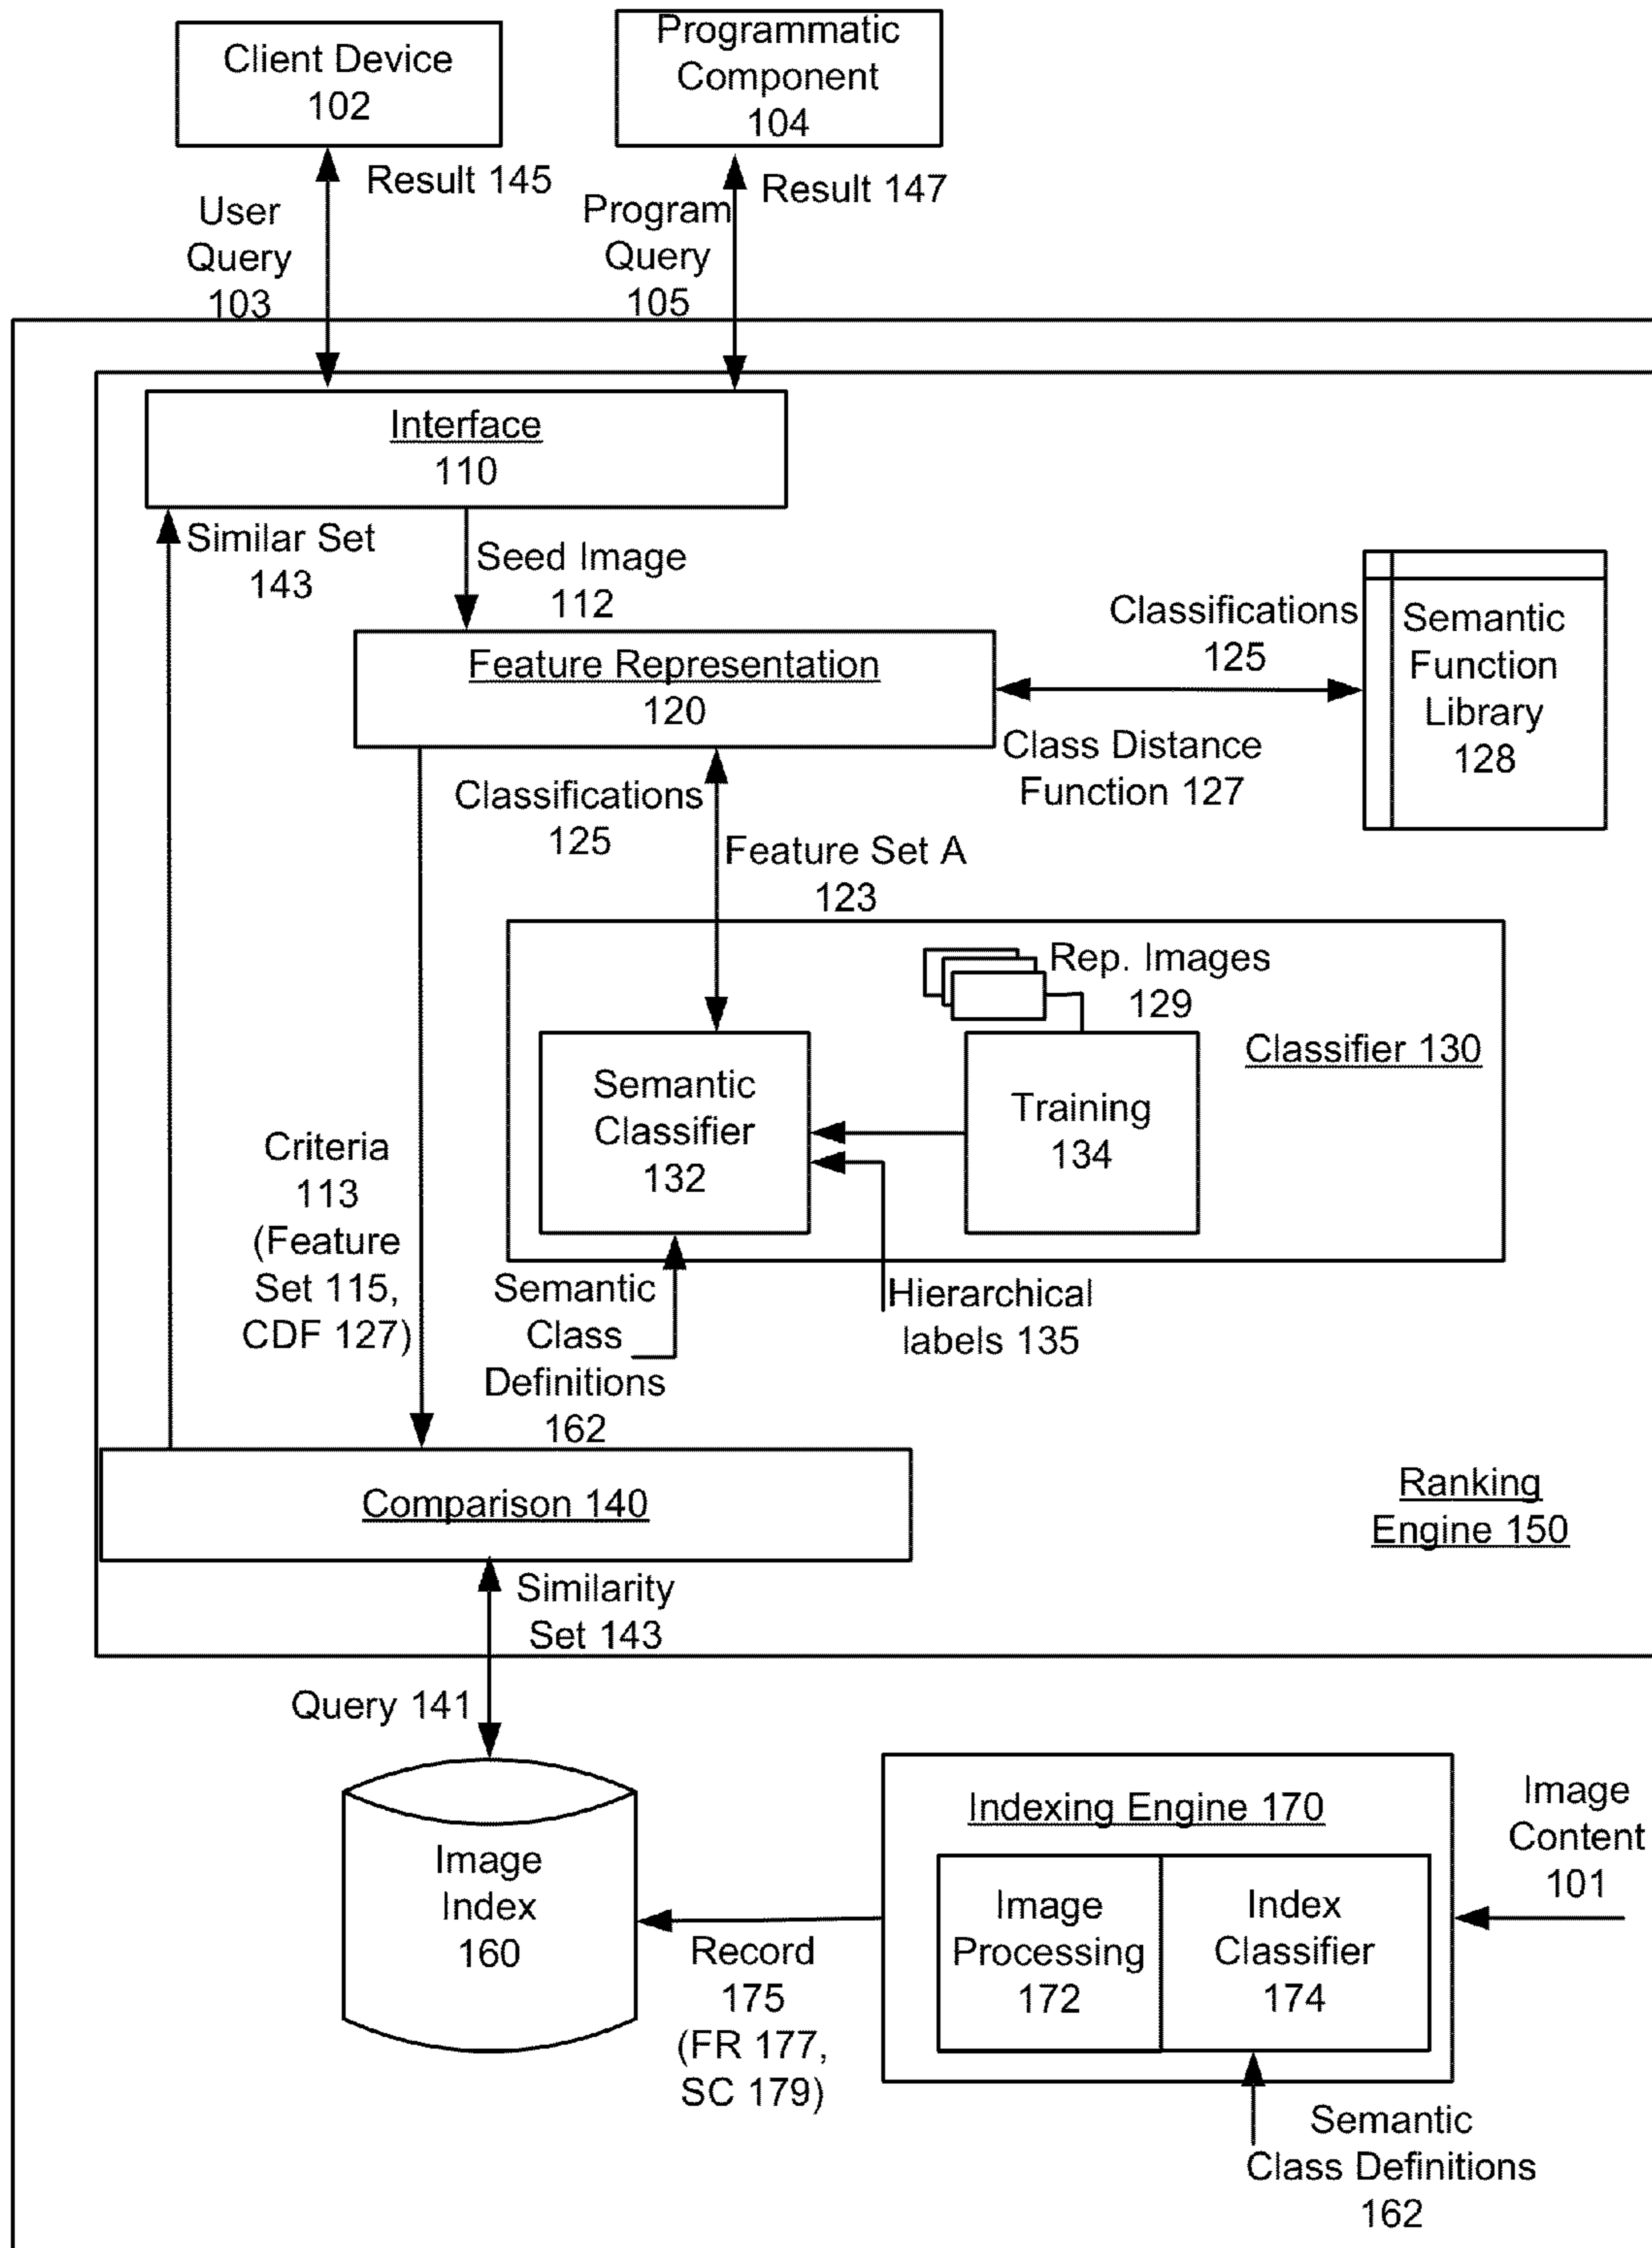 Client Device
102
Programmatic
Component
104
Result 145
User
Query
103
Result 147
Program
Query
105
Interface
110
Similar Set
143
Seed Image
112
Feature Representation
120
Classifications
125
Class Distance
Function 127
Semantic
Function
Library
128
Classifications
125
Feature Set A
123
Rep. Images
129
Classifier 130
Semantic
Classifier
132
Training
134
Criteria
113
(Feature
Set 115,
CDF 127)
Semantic
Class
Definitions
162
Hierarchical
labels 135
Comparison 140
Ranking
Engine 150
Similarity
Set 143
Query 141
Image
Index
160
Record
175
(FR 177,
SC 179)
Indexing Engine 170
Image
Processing
172
Index
Classifier
174
Image
Content
101
Semantic
Class Definitions
162